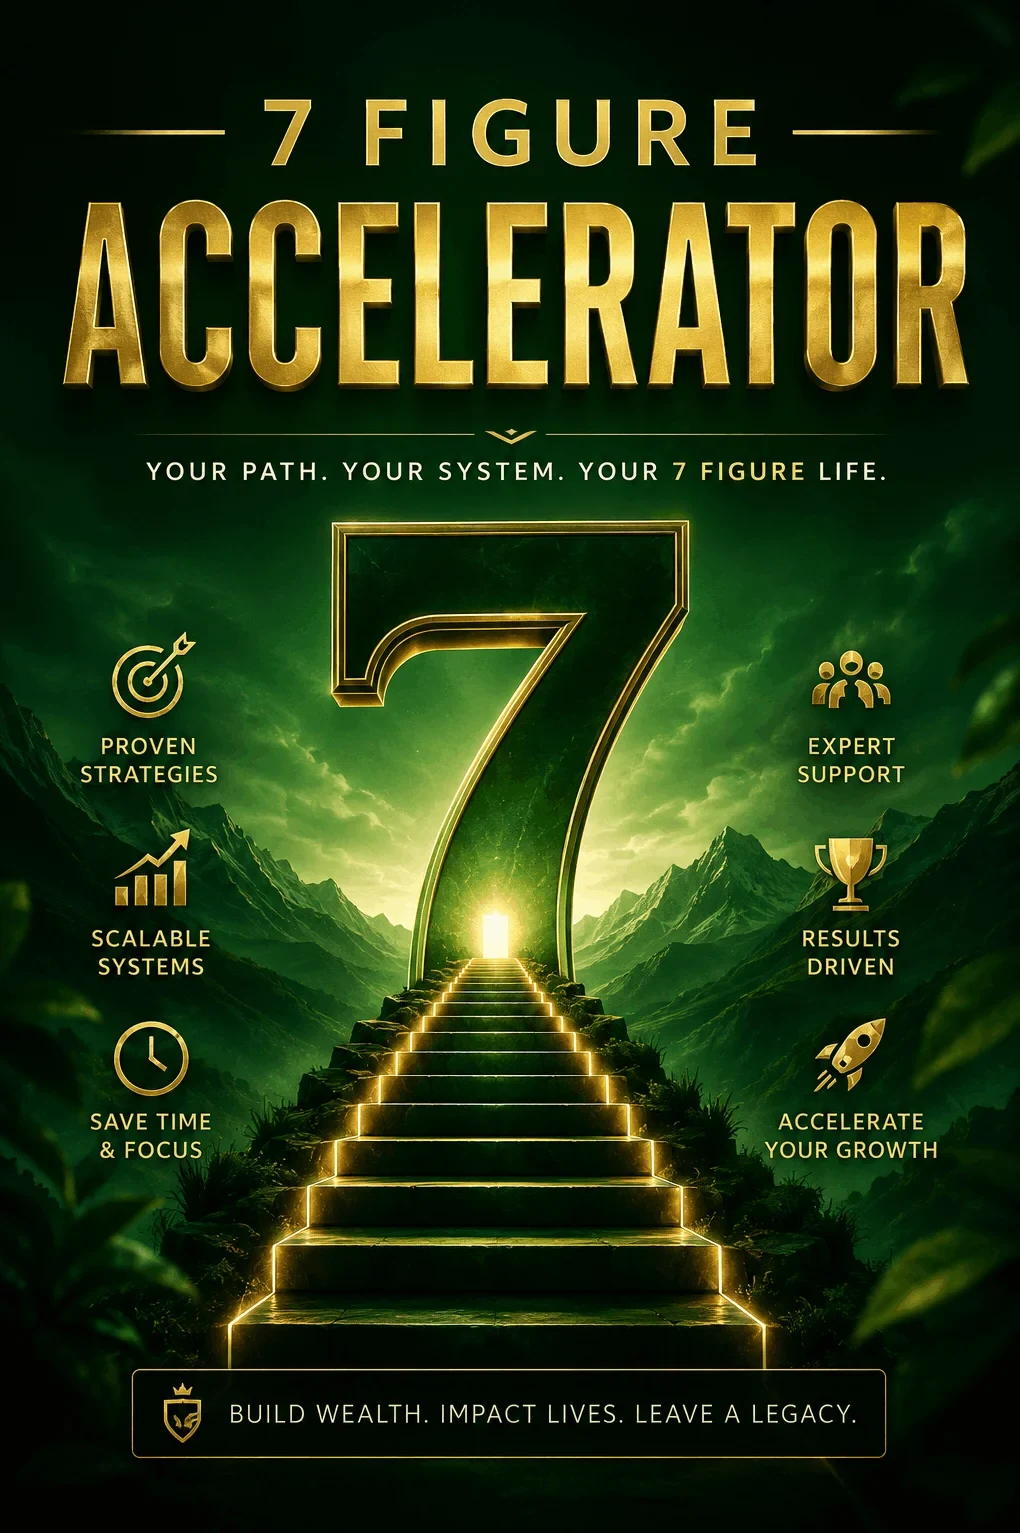 7 FIGURE
ACCELERATOR
YOUR PATH. YOUR SYSTEM. YOUR 7 FIGURE LIFE.
7
PROVEN
STRATEGIES
SCALABLE
SYSTEMS
SAVE TIME
& FOCUS
EXPERT
SUPPORT
RESULTS
DRIVEN
ACCELERATE
YOUR GROWTH
BUILD WEALTH. IMPACT LIVES. LEAVE A LEGACY.